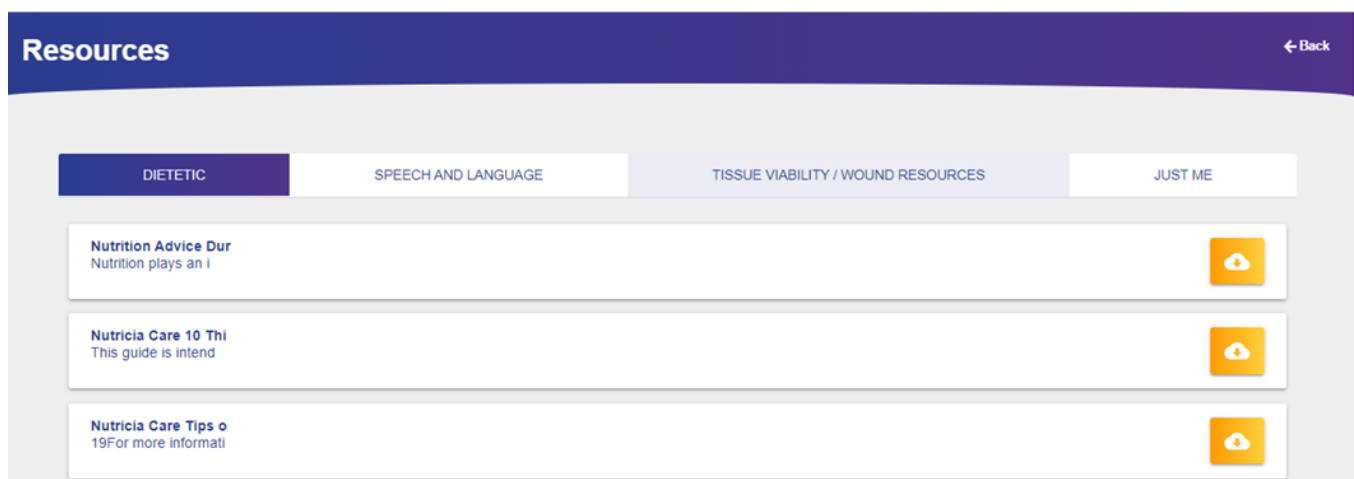 Resources
Back
DIETETIC SPEECH AND LANGUAGE TISSUE VIABILITY / WOUND RESOURCES JUST ME
Nutrition Advice Dur
Nutrition plays an i
Nutricia Care 10 Thi
This guide is intend
Nutricia Care Tips o
19For more informati